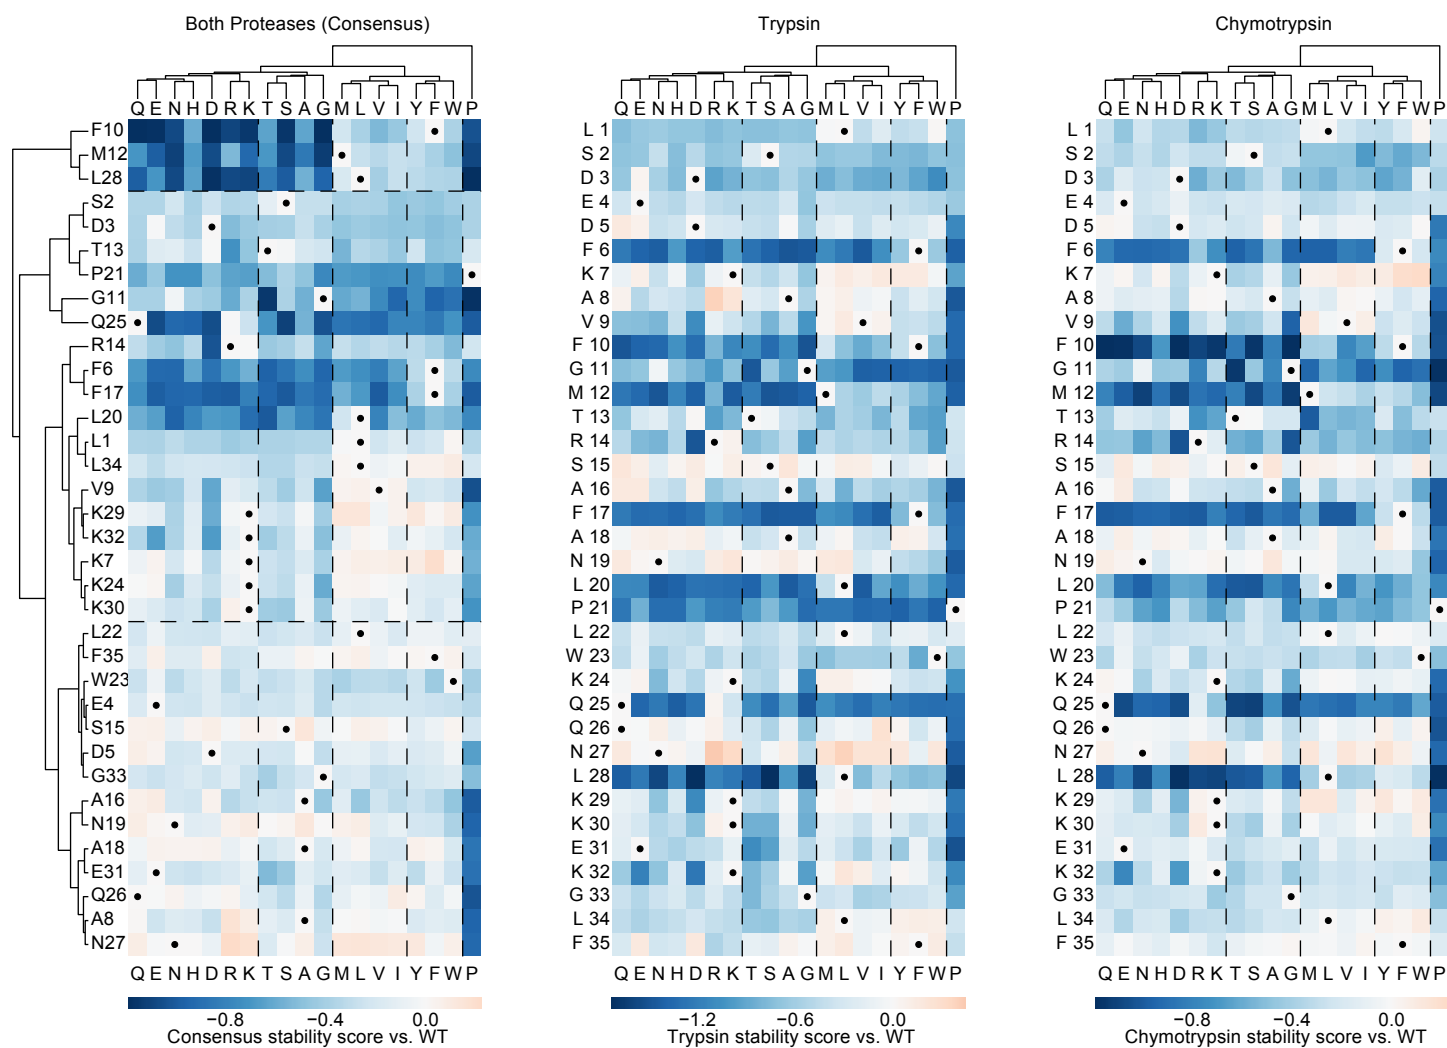 Both Proteases (Consensus)
Trypsin
Chymotrypsin
Q E N H D R K T S A G M L V I Y F W P
Q E N H D R K T S A G M L V I Y F W P
Q E N H D R K T S A G M L V I Y F W P
F10 L 1 L 1
M12 S 2 S 2
L28 D 3 D 3
S2 E 4 E 4
D3 D 5 D 5
T13 F 6 F 6
P21 K 7 K 7
G11 A 8 A 8
Q25 V 9 V 9
R14 F 10 F 10
F6 G 11 G 11
F17 M 12 M 12
L20 T 13 T 13
L1 R 14 R 14
L34 S 15 S 15
V9 A 16 A 16
K29 F 17 F 17
K32 A 18 A 18
K7 N 19 N 19
K24 L 20 L 20
K30 P 21 P 21
L22 L 22 L 22
F35 W 23 W 23
W23 K 24 K 24
E4 Q 25 Q 25
S15 Q 26 Q 26
D5 N 27 N 27
G33 L 28 L 28
A16 K 29 K 29
N19 K 30 K 30
A18 E 31 E 31
E31 K 32 K 32
Q26 G 33 G 33
A8 L 34 L 34
N27 F 35 F 35
Q E N H D R K T S A G M L V I Y F W P
Q E N H D R K T S A G M L V I Y F W P
Q E N H D R K T S A G M L V I Y F W P
−0.8 −0.4 0.0
−1.2 −0.6 0.0
−0.8 −0.4 0.0
Consensus stability score vs. WT
Trypsin stability score vs. WT
Chymotrypsin stability score vs. WT